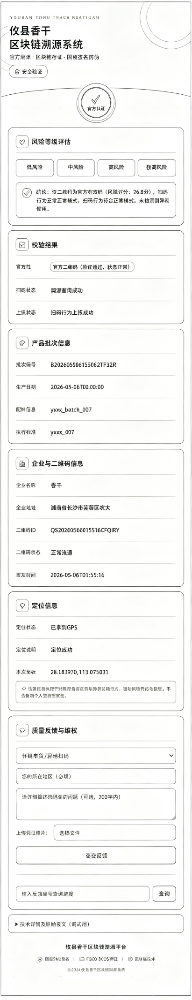 YOURAN TORU TRACE RUATIOAN
攸县香干
区块链溯源系统
官方溯源 · 区块链存证 · 国密签名防伪
安全验证
官方认证
风险等级评估
低风险
中风险
高风险
极高风险
结论：该二维码为官方有效码（风险评分：26.8分），扫码
行为正常正常模式，扫码行为符合正常模式，未检测到异常
使用。
校验结果
官方性
官方二维码（验证通过，状态正常）
扫码状态
溯源查询成功
上报状态
扫码行为上报成功
产品批次信息
批次编号
B20260506155062TF32R
生产日期
2026-05-06T00:00:00
配料信息
yxxx_batch_007
执行标准
yxxx_007
企业与二维码信息
企业名称
香干
企业地址
湖南省长沙市芙蓉区农大
二维码ID
QS20260506015516CFQIRY
二维码状态
正常流通
签发时间
2026-05-06T01:55:16
定位信息
定位状态
已拿到GPS
定位说明
定位成功
本次坐标
28.183970,113.075031
质量反馈与维权
怀疑串货/异地扫码
您的所在地区（必填）
请详细描述您遇到的问题（可选，200字内）
上传凭证照片：
选择文件
提交反馈
输入反馈编号查询进度
查询
▶ 技术详情及原始报文（调式用）
攸县香干区块链溯源平台
国密SM2签名 | FISCO BCOS存证 | 区块链技术
© 2024 攸县香干区块链溯源系统